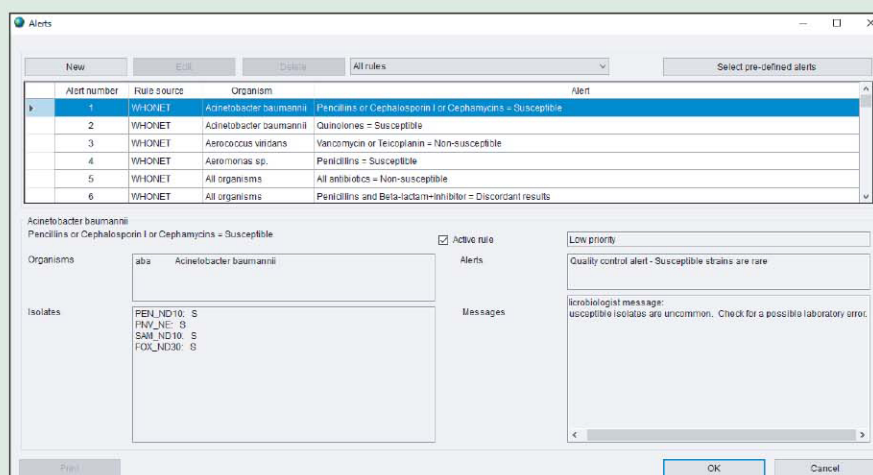 Alerts
New Edit Delete All rules Select pre-defined alerts
Alert number Rule source Organism Alert
1 WHONET Acinetobacter baumannii Penicillins or Cephalosporin I or Cephamycins = Susceptible
2 WHONET Acinetobacter baumannii Quinolones = Susceptible
3 WHONET Aerococcus viridans Vancomycin or Teicoplanin = Non-susceptible
4 WHONET Aeromonas sp. Penicillins = Susceptible
5 WHONET All organisms All antibiotics = Non-susceptible
6 WHONET All organisms Penicillins and Beta-lactam+Inhibitor = Discordant results
Acinetobacter baumannii
Penicillins or Cephalosporin I or Cephamycins = Susceptible
Active rule Low priority
Organisms aba Acinetobacter baumannii Alerts Quality control alert - Susceptible strains are rare
Isolates Messages
PEN_ND10: S
PNV_NE: S
SAM_ND10: S
FOX_ND30: S
licrobiologist message:
usceptible isolates are uncommon. Check for a possible laboratory error.
Print OK Cancel